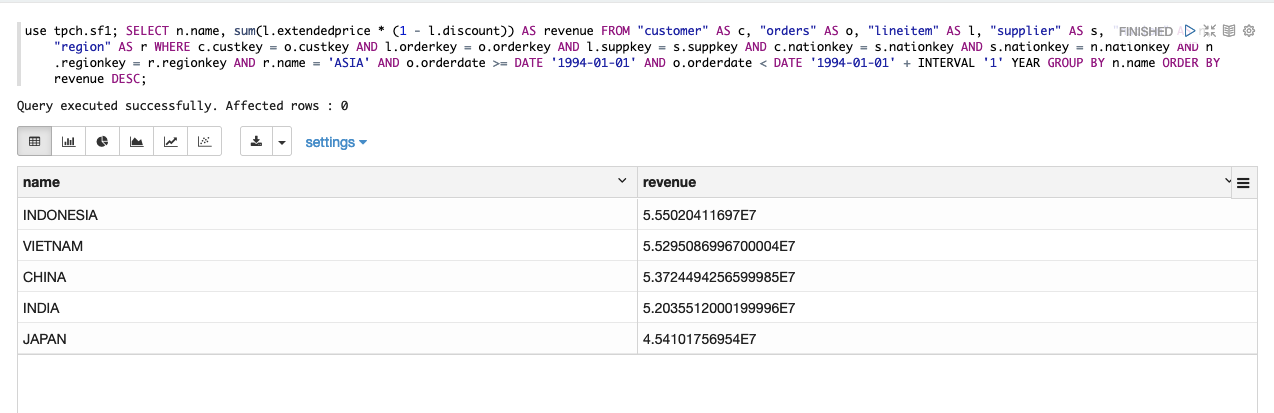 use tpch.sf1; SELECT n.name, sum(l.extendedprice * (1 - l.discount)) AS revenue FROM "customer" AS c, "orders" AS o, "lineitem" AS l, "supplier" AS s, FINISHED
"region" AS r WHERE c.custkey = o.custkey AND l.orderkey = o.orderkey AND l.suppkey = s.suppkey AND c.nationkey = s.nationkey AND s.nationkey = n.nationkey AND n
.regionkey = r.regionkey AND r.name = 'ASIA' AND o.orderdate >= DATE '1994-01-01' AND o.orderdate < DATE '1994-01-01' + INTERVAL '1' YEAR GROUP BY n.name ORDER BY
revenue DESC;
Query executed successfully. Affected rows : 0
settings
name revenue
INDONESIA 5.55020411697E7
VIETNAM 5.5295086996700004E7
CHINA 5.3724494256599985E7
INDIA 5.2035512000199996E7
JAPAN 4.54101756954E7